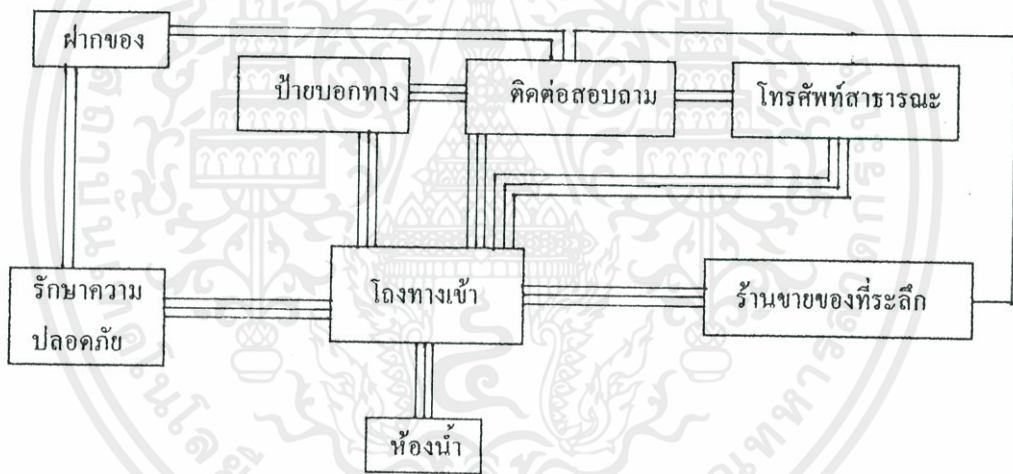 ฝากของ
ป้ายบอกทาง
ติดต่อสอบถาม
โทรศัพท์สาธารณะ
รักษาความ
ปลอดภัย
โถงทางเข้า
ร้านขายของที่ระลึก
ห้องน้ำ